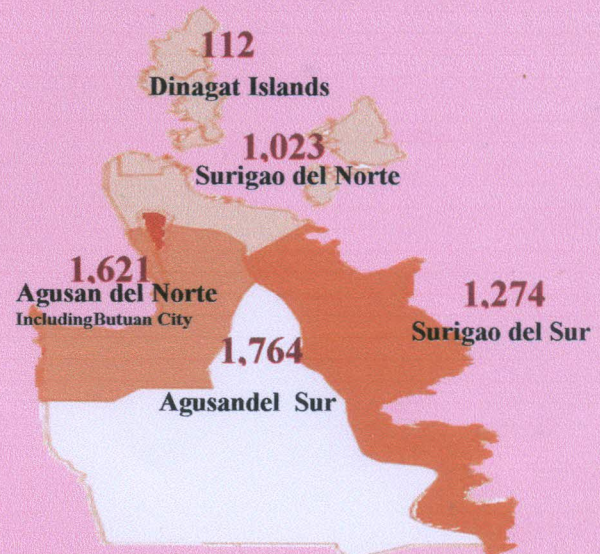 112
Dinagat Islands
1,023
Surigao del Norte
1,621
Agusan del Norte
IncludingButuan City
1,274
Surigao del Sur
1,764
Agusandel Sur